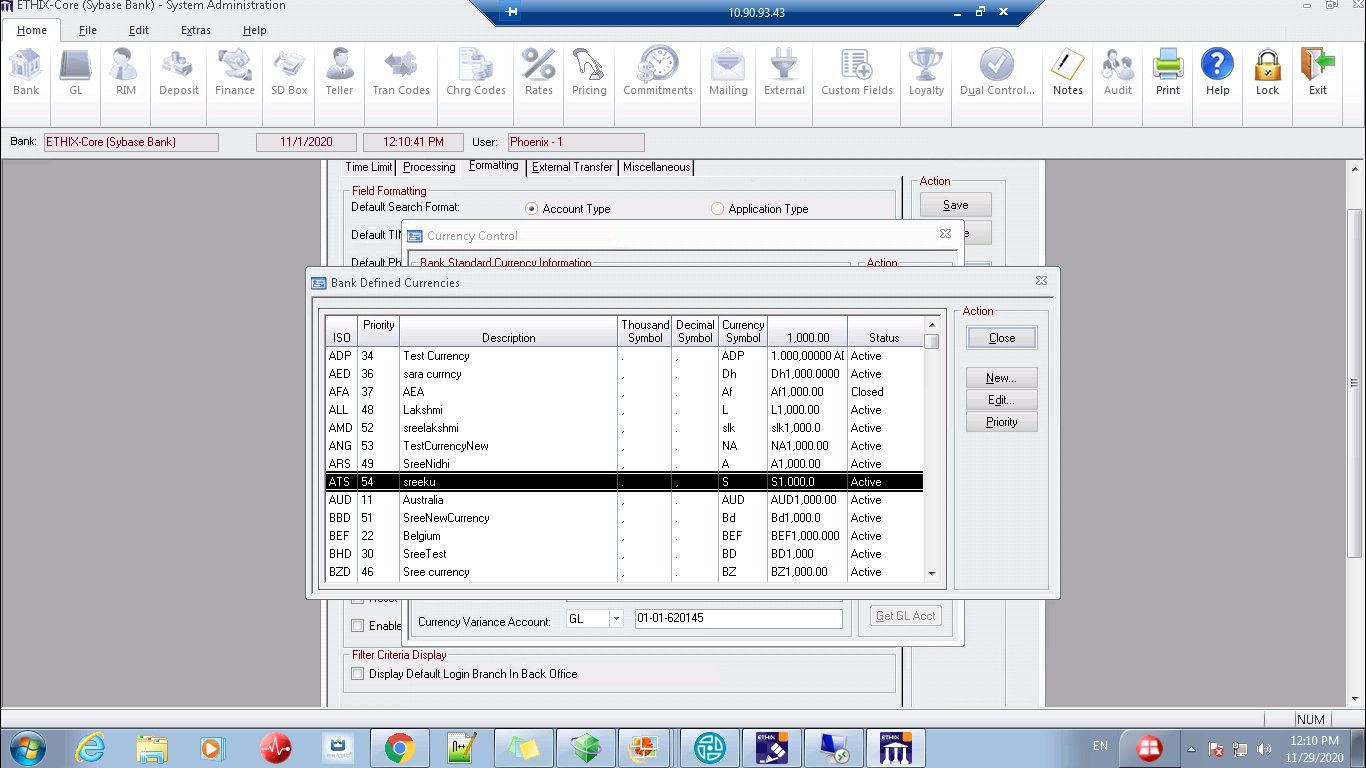 ETHIX-Core (Sybase Bank) - System Administration
10.90.93.43
Home File Edit Extras Help
Bank GL RIM Deposit Finance SD Box Teller Tran Codes Chrg Codes Rates Pricing Commitments Mailing External Custom Fields Loyalty Dual Control... Notes Audit Print Help Lock Exit
Bank: ETHIX-Core (Sybase Bank) 11/1/2020 12:10:41 PM User: Phoenix - 1
Time Limit Processing Formatting External Transfer Miscellaneous
Field Formatting Action
Default Search Format: Account Type Application Type Save
Default TIN
Currency Control
Default Ph
Bank Standard Currency Information Action
Bank Defined Currencies
ISO Priority Description Thousand Symbol Decimal Symbol Currency Symbol 1,000.00 Status
ADP 34 Test Currency . , ADP 1.000,00000 AD Active
AED 36 sara currncy , . Dh Dh1,000.0000 Active
AFA 37 AEA , . Af Af1,000.00 Closed
ALL 48 Lakshmi , . L L1,000.00 Active
AMD 52 sreelakshmi , . slk slk1,000.0 Active
ANG 53 TestCurrencyNew , . NA NA1,000.00 Active
ARS 49 SreeNidhi , . A A1,000.00 Active
ATS 54 sreeku . , S S1.000,0 Active
AUD 11 Australia , . AUD AUD1,000.00 Active
BBD 51 SreeNewCurrency , . Bd Bd1,000.0 Active
BEF 22 Belgium , . BEF BEF1,000.000 Active
BHD 30 SreeTest , . BD BD1,000 Active
BZD 46 Sree currency , . BZ BZ1,000.00 Active
Action
Close
New...
Edit...
Priority
Enable
Currency Variance Account: GL 01-01-620145 Get GL Acct
Filter Criteria Display
Display Default Login Branch In Back Office
NUM
EN
12:10 PM
11/29/2020